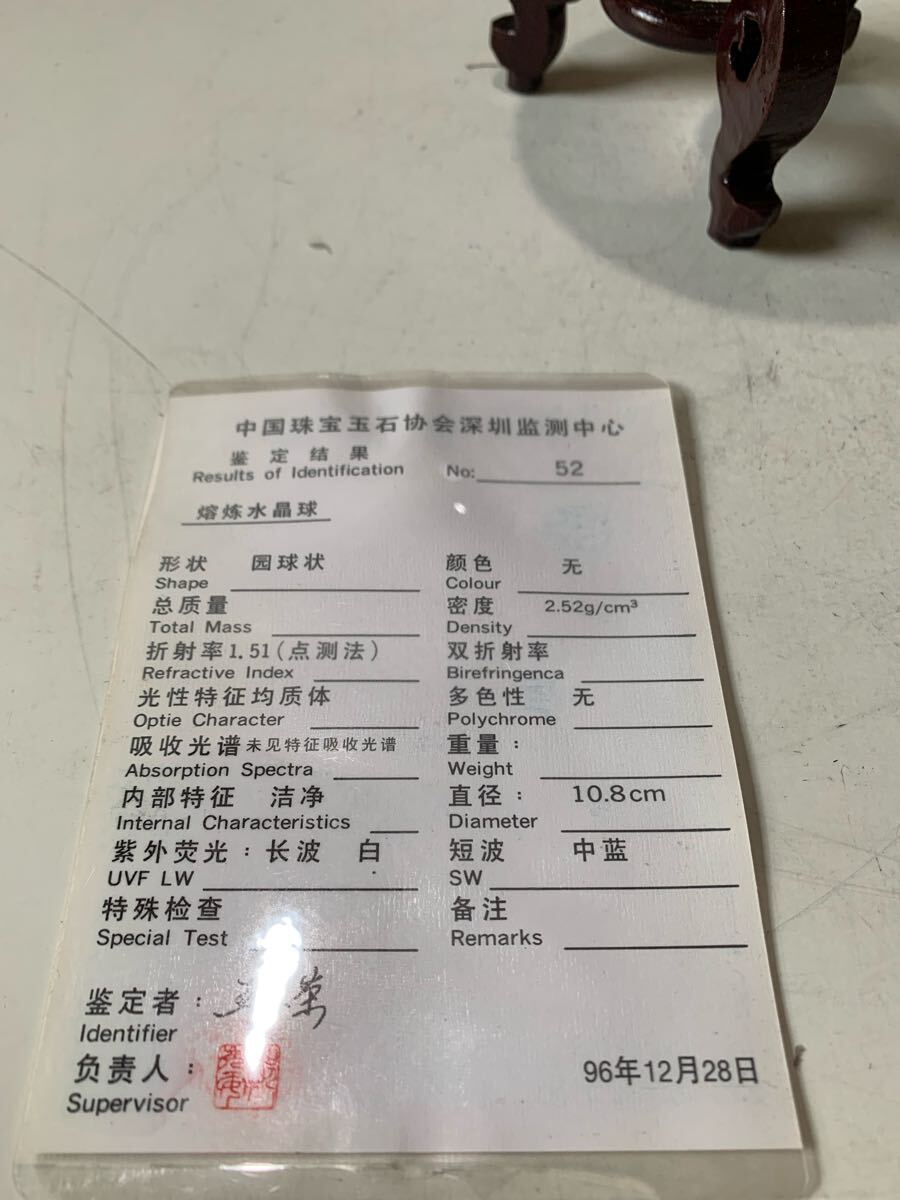 中国珠宝玉石协会深圳监测中心
鉴定结果
Results of Identification No: 52
熔炼水晶球
形状 园球状 颜色 无
Shape Colour
总质量 密度 2.52g/cm³
Total Mass Density
折射率1.51(点测法) 双折射率
Refractive Index Birefringenca
光性特征均质体 多色性 无
Optie Character Polychrome
吸收光谱未见特征吸收光谱 重量:
Absorption Spectra Weight
内部特征 洁净 直径: 10.8cm
Internal Characteristics Diameter
紫外荧光:长波 白 短波 中蓝
UVF LW SW
特殊检查 备注
Special Test Remarks
鉴定者:
Identifier
负责人: 96年12月28日
Supervisor